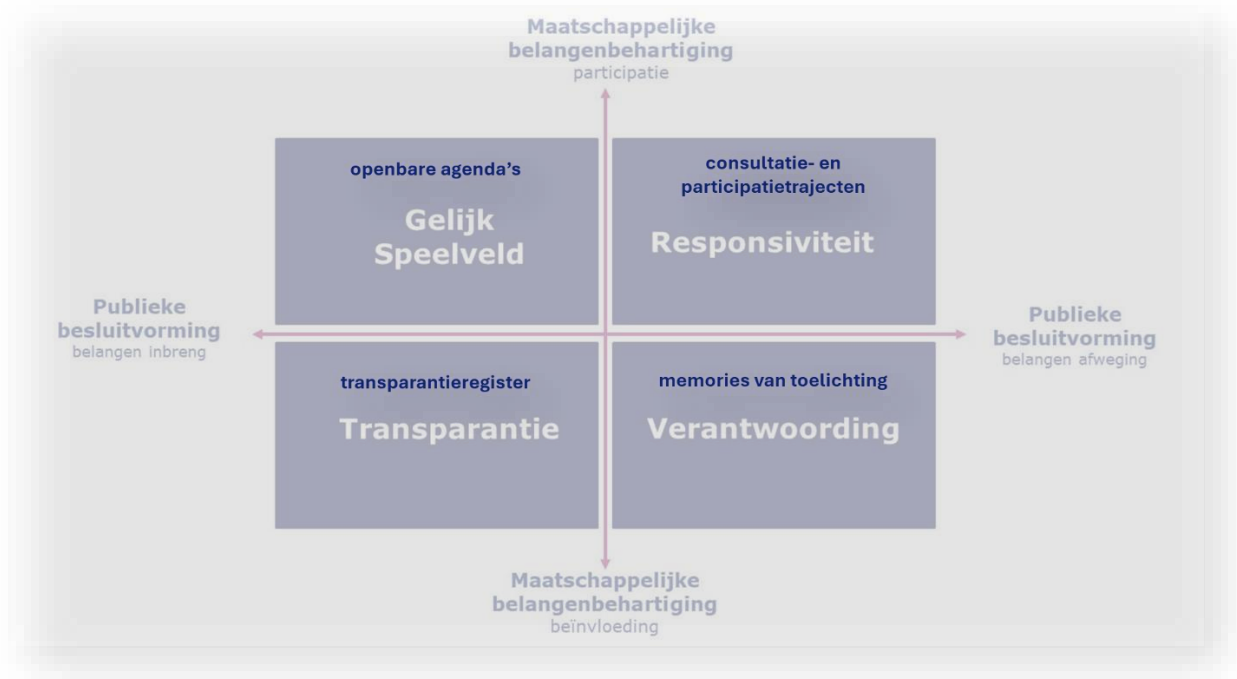 Maatschappelijke
belangenbehartiging
participatie
openbare agenda's
Gelijk
Speelveld
consultatie- en
participatietrajecten
Responsiviteit
Publieke
besluitvorming
belangen inbreng
Publieke
besluitvorming
belangen afweging
transparantieregister
Transparantie
memories van toelichting
Verantwoording
Maatschappelijke
belangenbehartiging
beïnvloeding